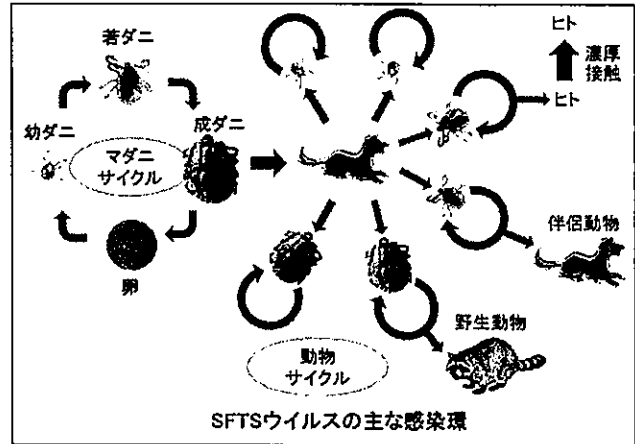 若ダニ
幼ダニ
成ダニ
マダニ
サイクル
卵
ヒト
濃厚
接触
ヒト
伴侶動物
野生動物
動物
サイクル
SFTSウイルスの主な感染環